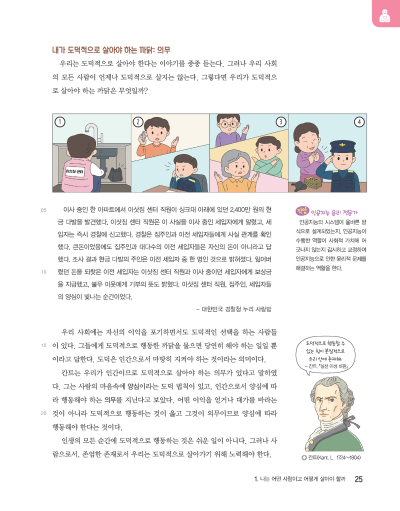 내가 도덕적으로 살아야 하는 까닭: 의무
우리는 도덕적으로 살아야 한다는 이야기를 종종 듣는다. 그러나 우리 사회
의 모든 사람이 언제나 도덕적으로 살지는 않는다. 그렇다면 우리가 도덕적으
로 살아야 하는 까닭은 무엇일까?
1
2
3
4
05
이사 중인 한 아파트에서 이삿짐 센터 직원이 싱크대 아래에 있던 2,400만 원의 현
금 다발을 발견했다. 이삿짐 센터 직원은 이 사실을 이사 중인 세입자에게 알렸고, 세
입자는 즉시 경찰에 신고했다. 경찰은 집주인과 이전 세입자들에게 사실 관계를 확인
했다. 큰돈이었음에도 집주인과 대다수의 이전 세입자들은 자신의 돈이 아니라고 답
했다. 조사 결과 현금 다발의 주인은 이전 세입자 중 한 명인 것으로 밝혀졌다. 잃어버
10
렸던 돈을 되찾은 이전 세입자는 이삿짐 센터 직원과 이사 중이던 세입자에게 보상금
을 지급했고, 불우 이웃에게 기부의 뜻도 밝혔다. 이삿짐 센터 직원, 집주인, 세입자들
의 양심이 빛나는 순간이었다.
- 대한민국 경찰청 누리 사랑방
인공지능 윤리 전문가
인공지능의 시스템이 올바른 방
식으로 설계되었는지, 인공지능이
수행한 역할이 사회적 가치에 어
긋나지 않는지 감시하고 교정하며
인공지능으로 인한 윤리적 문제를
해결하는 역할을 한다.
우리 사회에는 자신의 이익을 포기하면서도 도덕적인 선택을 하는 사람들
15
이 있다. 그들에게 도덕적으로 행동한 까닭을 물으면 당연히 해야 하는 일일 뿐
이라고 말한다. 도덕은 인간으로서 마땅히 지켜야 하는 것이라는 의미이다.
칸트는 우리가 인간이므로 도덕적으로 살아야 하는 의무가 있다고 말하였
다. 그는 사람의 마음속에 양심이라는 도덕 법칙이 있고, 인간으로서 양심에 따
라 행동해야 하는 의무를 지닌다고 보았다. 어떤 이익을 얻거나 대가를 바라는
20
것이 아니라 도덕적으로 행동하는 것이 옳고 그것이 의무이므로 양심에 따라
행동해야 한다는 것이다.
인생의 모든 순간에 도덕적으로 행동하는 것은 쉬운 일이 아니다. 그러나 사
람으로서, 존엄한 존재로서 우리는 도덕적으로 살아가기 위해 노력해야 한다.
도덕적으로 행동할 수
있는 힘이 본질적으로
우리 안에 존재해.
- 칸트, "실천 이성 비판"
칸트(Kant, I., 1724~1804)
1. 나는 어떤 사람이고 어떻게 살아야 할까
25